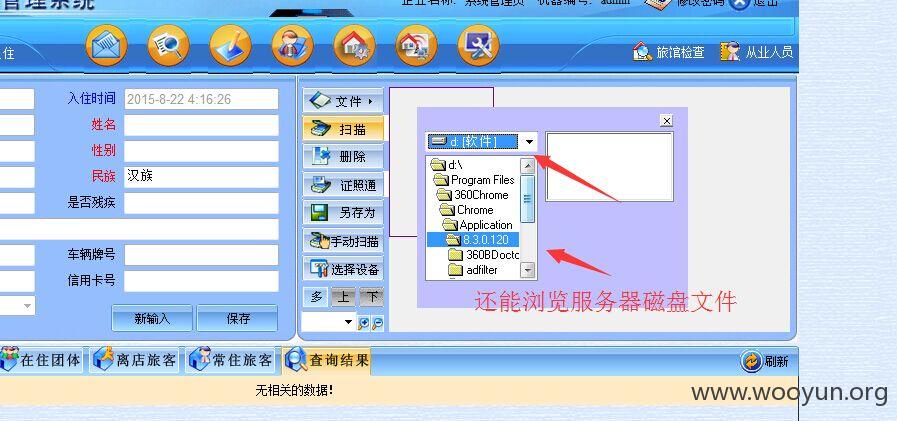 管理系统
企业名称: 系统管理员 机器编号: admin 修改密码 退出
住 旅馆检查 从业人员
入住时间 2015-8-22 4:16:26
姓名
性别
民族 汉族
是否残疾
车辆牌号
信用卡号
新输入 保存
文件
扫描
删除
证照通
另存为
手动扫描
选择设备
多 上 下
d: [软件]
d:\
Program Files
360Chrome
Chrome
Application
8.3.0.120
360BDocto
adfilter
还能浏览服务器磁盘文件
在住团体 离店旅客 常住旅客 查询结果 刷新
无相关的数据!
www.wooyun.org